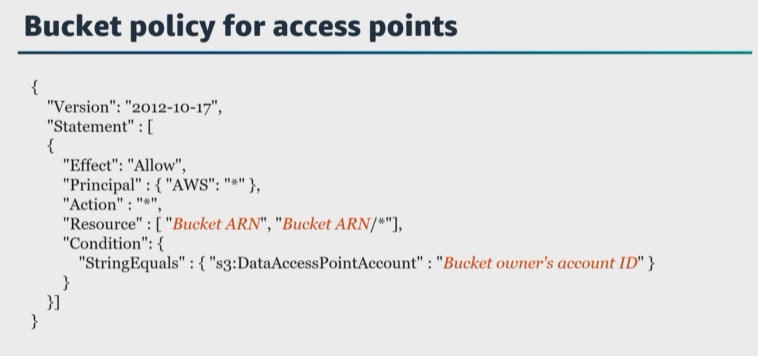 Bucket policy for access points
{
"Version": "2012-10-17",
"Statement" : [
{
"Effect": "Allow",
"Principal" : { "AWS": "*" },
"Action" : "*",
"Resource" : [ "Bucket ARN", "Bucket ARN/*"],
"Condition": {
"StringEquals" : { "s3:DataAccessPointAccount" : "Bucket owner's account ID" }
}
}]
}